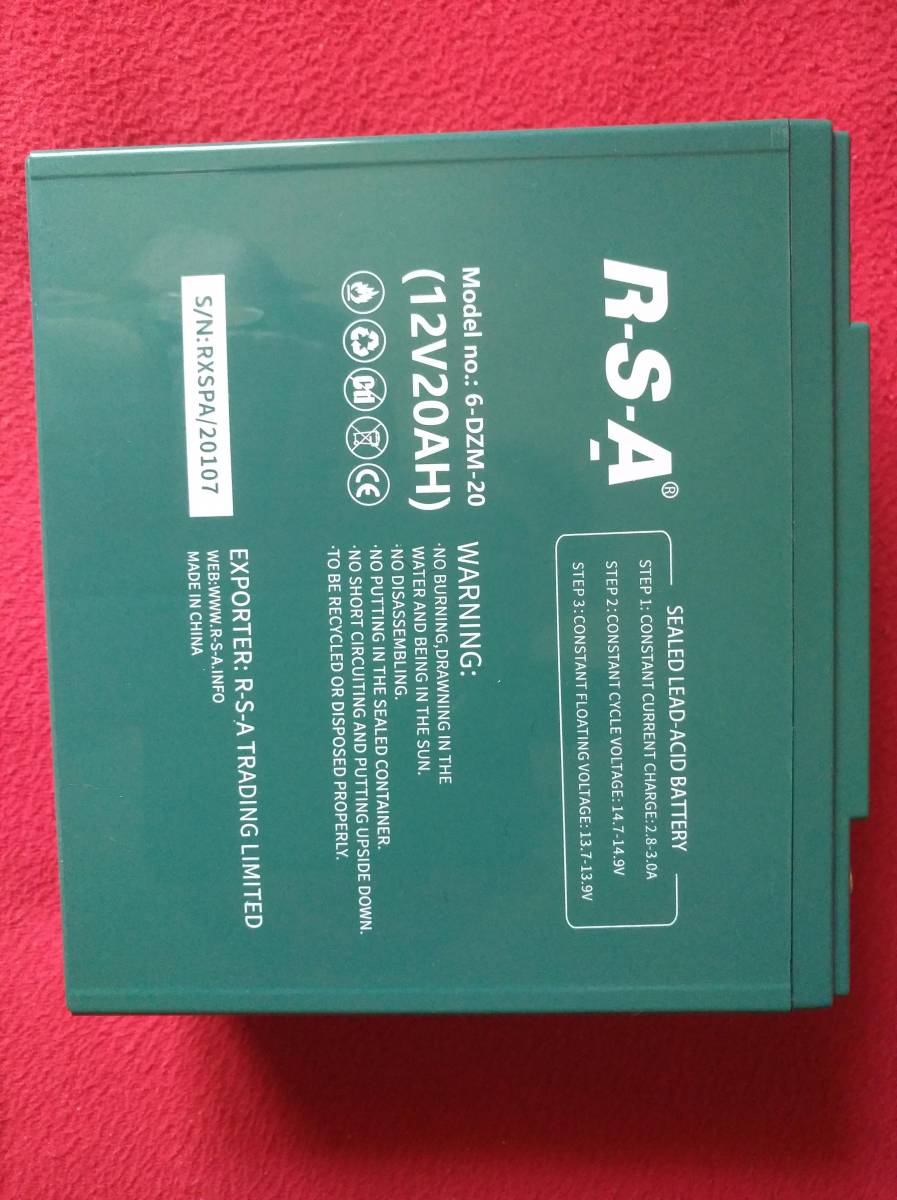 R-S-A®
SEALED LEAD-ACID BATTERY
STEP 1: CONSTANT CURRENT CHARGE: 2.8-3.0A
STEP 2: CONSTANT CYCLE VOLTAGE: 14.7-14.9V
STEP 3: CONSTANT FLOATING VOLTAGE: 13.7-13.9V
Model no.: 6-DZM-20
(12V20AH)
Pb
CE
WARNING:
·NO BURNING,DRAWNING IN THE
WATER AND BEING IN THE SUN.
·NO DISASSEMBLING.
·NO PUTTING IN THE SEALED CONTAINER.
·NO SHORT CIRCUITING AND PUTTING UPSIDE DOWN.
·TO BE RECYCLED OR DISPOSED PROPERLY.
S/N:RXSPA/20107
EXPORTER: R-S-A TRADING LIMITED
WEB:WWW.R-S-A.INFO
MADE IN CHINA